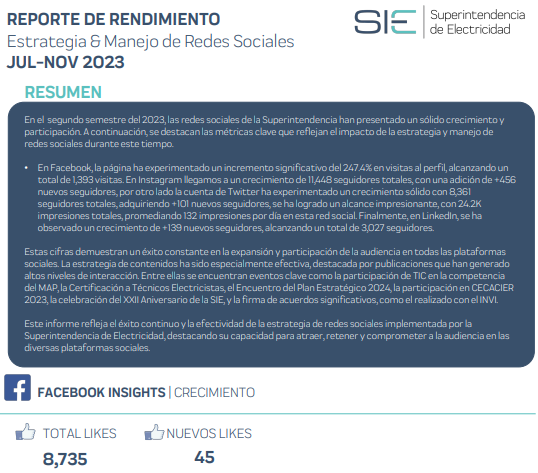 REPORTE DE RENDIMIENTO
Estrategia & Manejo de Redes Sociales
JUL-NOV 2023
SIE
Superintendencia
de Electricidad
RESUMEN
En el segundo semestre del 2023, las redes sociales de la Superintendencia han presentado un sólido crecimiento y
participación. A continuación, se destacan las métricas clave que reflejan el impacto de la estrategia y manejo de
redes sociales durante este tiempo.
• En Facebook, la página ha experimentado un incremento significativo del 247.4% en visitas al perfil, alcanzando un
total de 1,393 visitas. En Instagram llegamos a un crecimiento de 11,448 seguidores totales, con una adición de +456
nuevos seguidores, por otro lado la cuenta de Twitter ha experimentado un crecimiento sólido con 8,361
seguidores totales, adquiriendo +101 nuevos seguidores, se ha logrado un alcance impresionante, con 24.2K
impresiones totales, promediando 132 impresiones por día en esta red social. Finalmente, en LinkedIn, se ha
observado un crecimiento de +139 nuevos seguidores, alcanzando un total de 3,027 seguidores.
Estas cifras demuestran un éxito constante en la expansión y participación de la audiencia en todas las plataformas
sociales. La estrategia de contenidos ha sido especialmente efectiva, destacada por publicaciones que han generado
altos niveles de interacción. Entre ellas se encuentran eventos clave como la participación de TIC en la competencia
del MAP, la Certificación a Técnicos Electricistas, el Encuentro del Plan Estratégico 2024, la participación en CECACIER
2023, la celebración del XXII Aniversario de la SIE, y la firma de acuerdos significativos, como el realizado con el INVI.
Este informe refleja el éxito continuo y la efectividad de la estrategia de redes sociales implementada por la
Superintendencia de Electricidad, destacando su capacidad para atraer, retener y comprometer a la audiencia en las
diversas plataformas sociales.
FACEBOOK INSIGHTS | CRECIMIENTO
TOTAL LIKES
NUEVOS LIKES
8,735
45